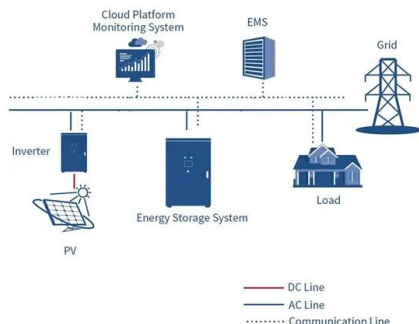 Cloud Platform
Monitoring System
EMS
Grid
Inverter
Energy Storage System
Load
PV
DC Line
AC Line
Communication Line